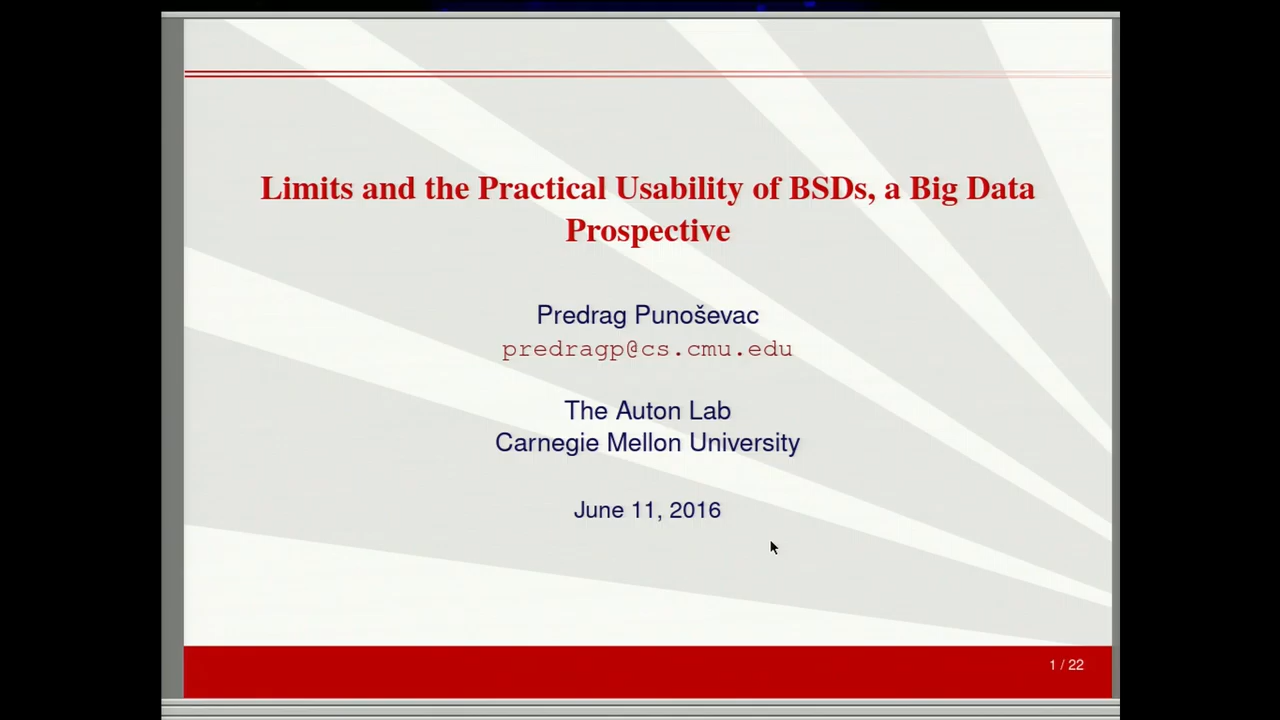 Limits and the Practical Usability of BSDs, a Big Data
Prospective
Predrag Punoševac
predragp@cs.cmu.edu
The Auton Lab
Carnegie Mellon University
June 11, 2016
1 / 22